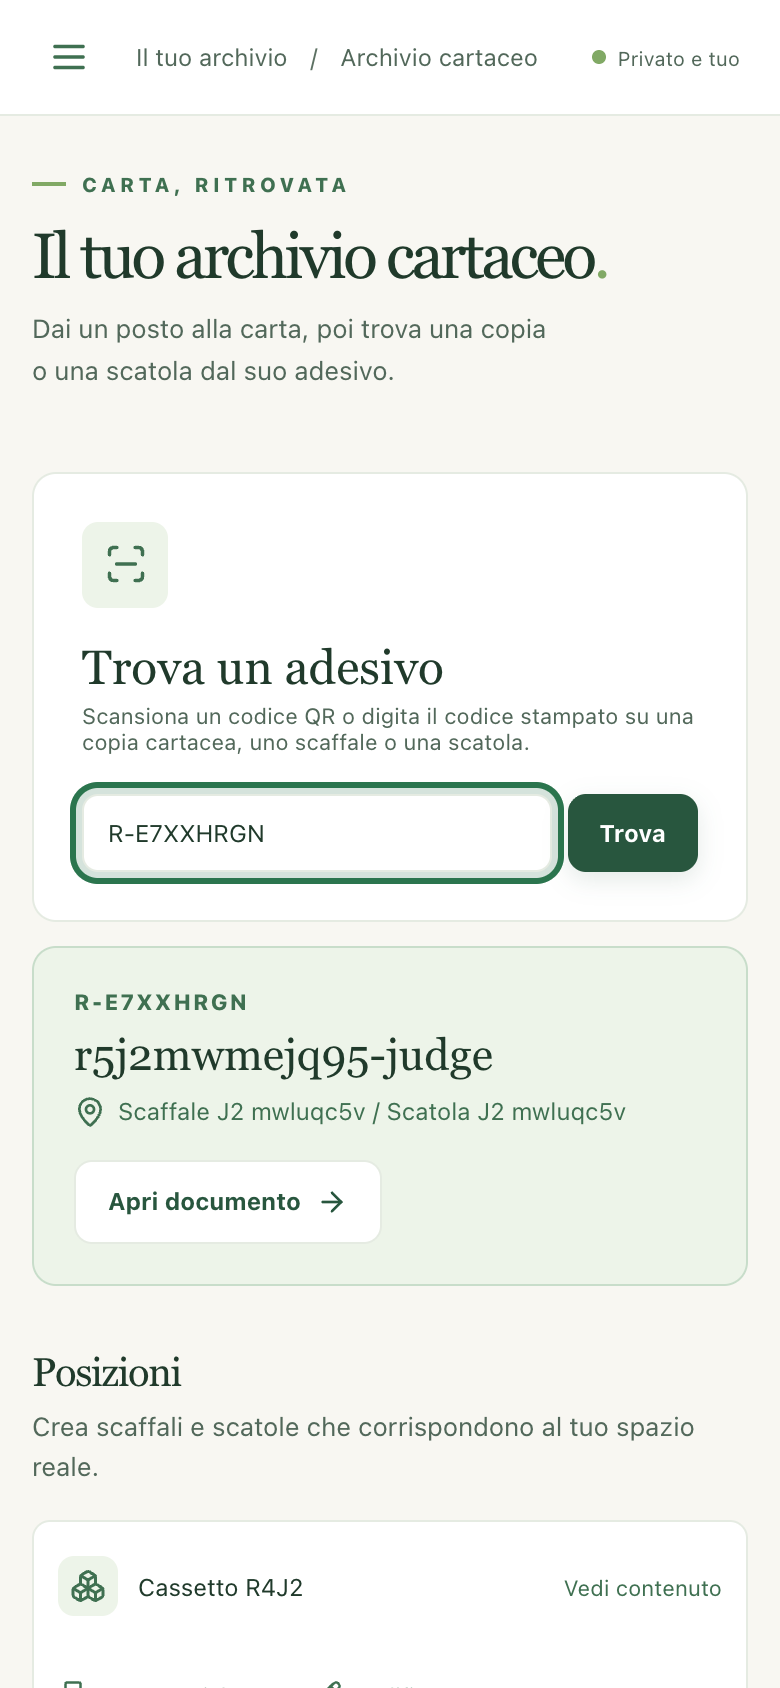 Il tuo archivio / Archivio cartaceo
Privato e tuo
CARTA, RITROVATA
Il tuo archivio cartaceo.
Dai un posto alla carta, poi trova una copia
o una scatola dal suo adesivo.
Trova un adesivo
Scansiona un codice QR o digita il codice stampato su una
copia cartacea, uno scaffale o una scatola.
R-E7XXHRGN
Trova
R-E7XXHRGN
r5j2mwmejq95-judge
Scaffale J2 mwluqc5v / Scatola J2 mwluqc5v
Apri documento
Posizioni
Crea scaffali e scatole che corrispondono al tuo spazio
reale.
Cassetto R4J2
Vedi contenuto